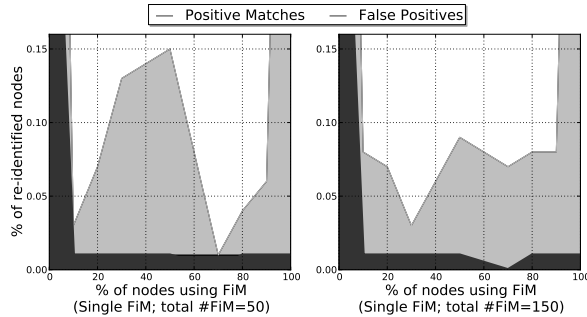 Positive Matches False Positives
% of re-identified nodes
0.15
0.10
0.05
0.00
0 20 40 60 80 100
% of nodes using FiM
(Single FiM; total #FiM=50)
0.15
0.10
0.05
0.00
0 20 40 60 80 100
% of nodes using FiM
(Single FiM; total #FiM=150)